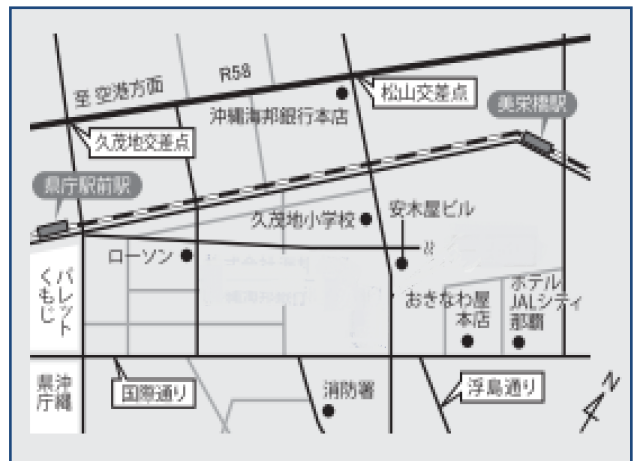 至 空港方面
R58
松山交差点
美栄橋駅
沖縄海邦銀行本店
久茂地交差点
県庁駅前駅
久茂地小学校
安木屋ビル
ローソン
パレット
くもじ
おきなわ屋
本店
ホテル
JALシティ
那覇
沖縄
県庁
国際通り
消防署
浮島通り
N